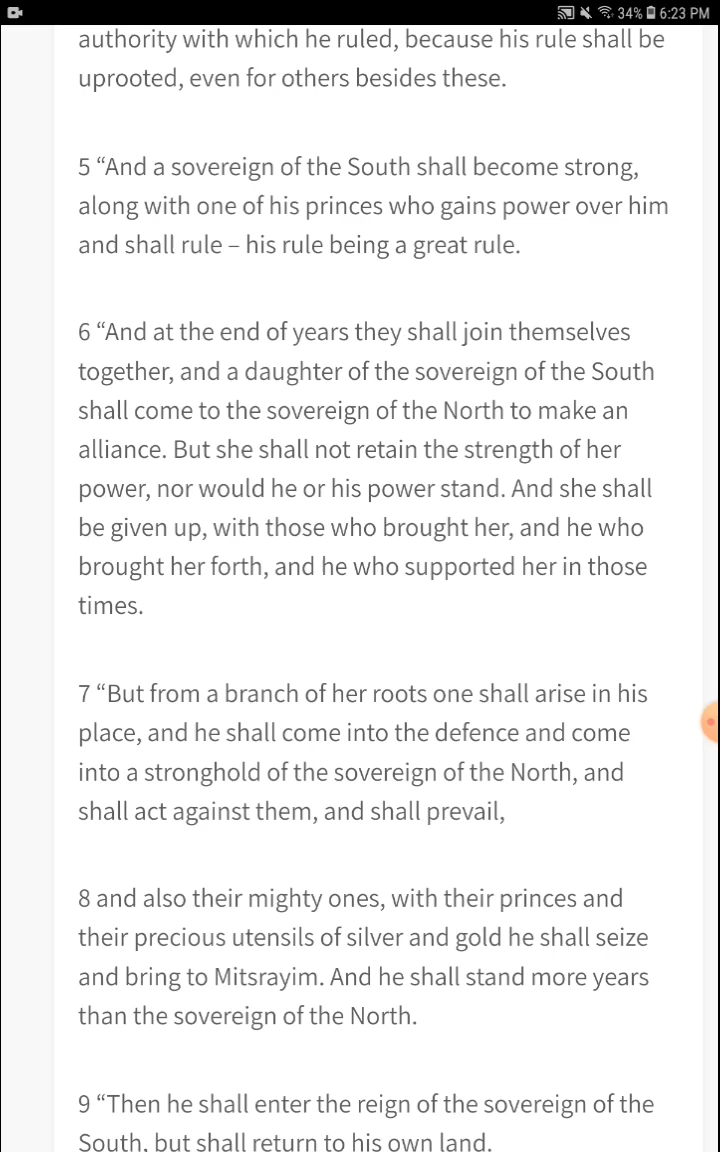 34% 6:23 PM
authority with which he ruled, because his rule shall be
uprooted, even for others besides these.
5 “And a sovereign of the South shall become strong,
along with one of his princes who gains power over him
and shall rule – his rule being a great rule.
6 “And at the end of years they shall join themselves
together, and a daughter of the sovereign of the South
shall come to the sovereign of the North to make an
alliance. But she shall not retain the strength of her
power, nor would he or his power stand. And she shall
be given up, with those who brought her, and he who
brought her forth, and he who supported her in those
times.
7 “But from a branch of her roots one shall arise in his
place, and he shall come into the defence and come
into a stronghold of the sovereign of the North, and
shall act against them, and shall prevail,
8 and also their mighty ones, with their princes and
their precious utensils of silver and gold he shall seize
and bring to Mitsrayim. And he shall stand more years
than the sovereign of the North.
9 “Then he shall enter the reign of the sovereign of the
South, but shall return to his own land.